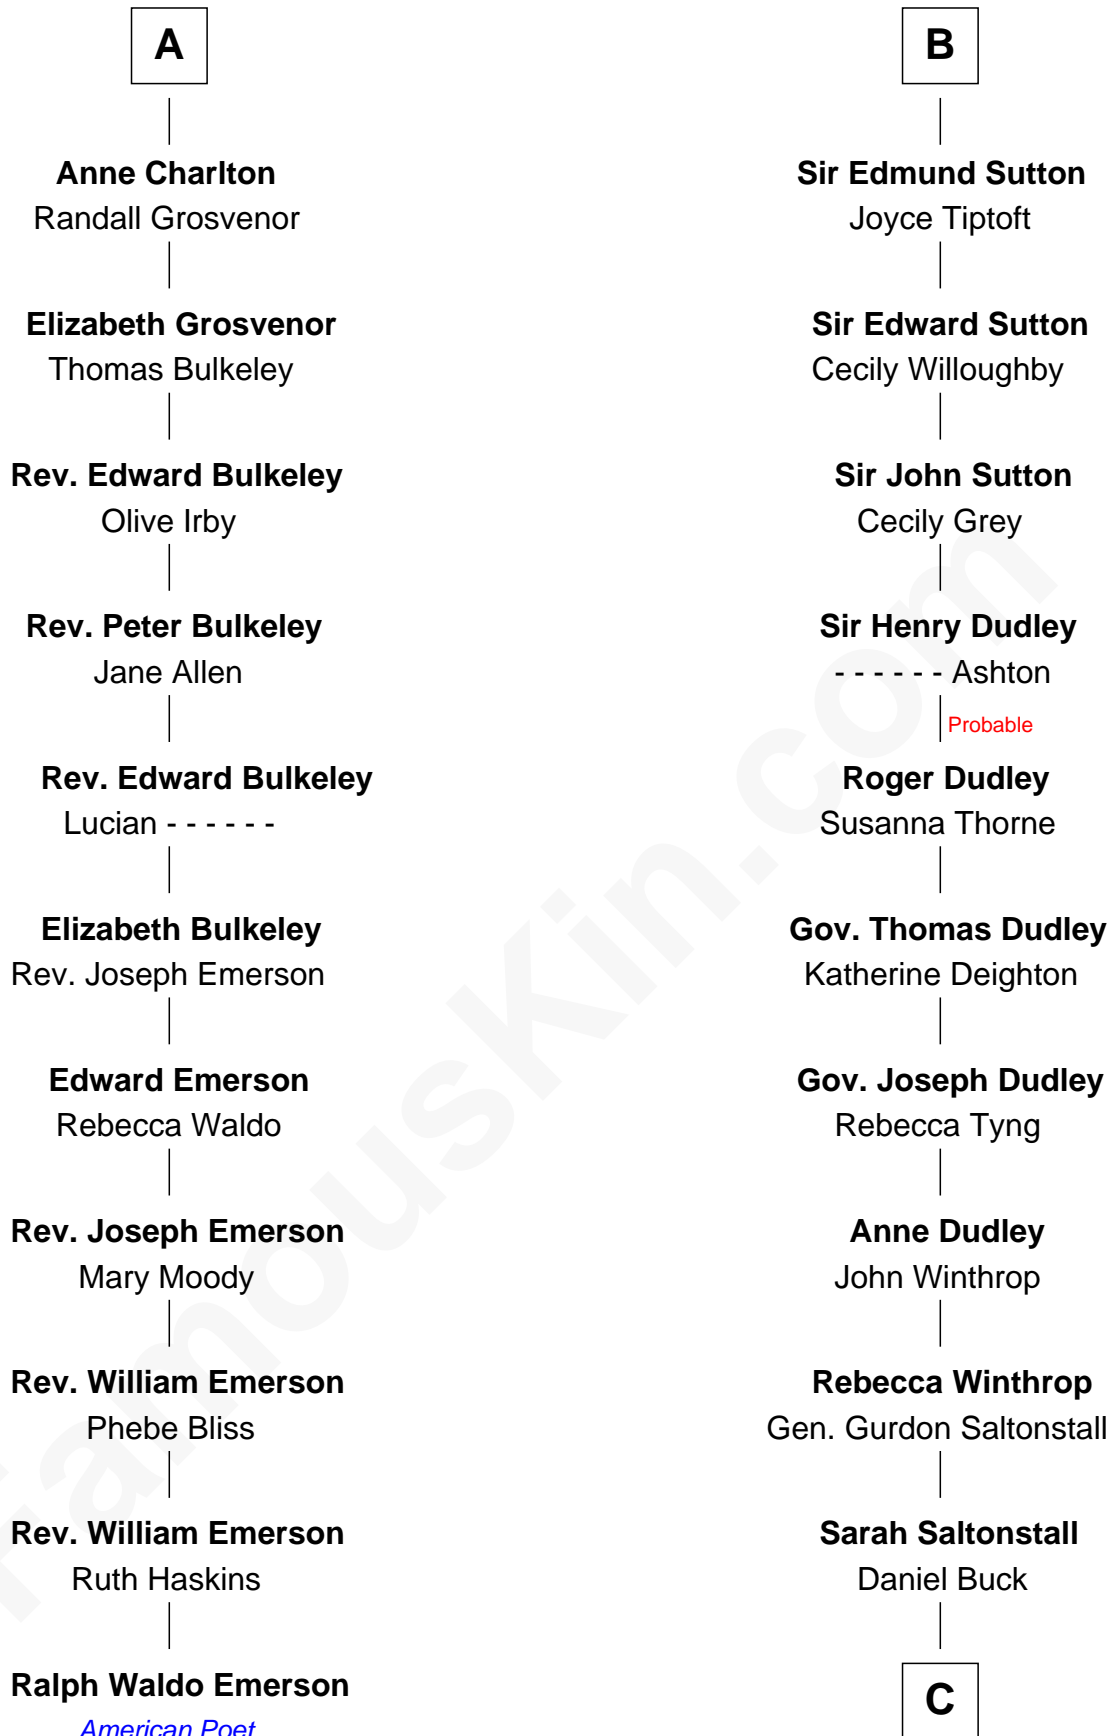 A
Anne Charlton
Randall Grosvenor
Elizabeth Grosvenor
Thomas Bulkeley
Rev. Edward Bulkeley
Olive Irby
Rev. Peter Bulkeley
Jane Allen
Rev. Edward Bulkeley
Lucian - - - - - -
Elizabeth Bulkeley
Rev. Joseph Emerson
Edward Emerson
Rebecca Waldo
Rev. Joseph Emerson
Mary Moody
Rev. William Emerson
Phebe Bliss
Rev. William Emerson
Ruth Haskins
Ralph Waldo Emerson
American Poet
B
Sir Edmund Sutton
Joyce Tiptoft
Sir Edward Sutton
Cecily Willoughby
Sir John Sutton
Cecily Grey
Sir Henry Dudley
- - - - - - Ashton
Probable
Roger Dudley
Susanna Thorne
Gov. Thomas Dudley
Katherine Deighton
Gov. Joseph Dudley
Rebecca Tyng
Anne Dudley
John Winthrop
Rebecca Winthrop
Gen. Gurdon Saltonstall
Sarah Saltonstall
Daniel Buck
C
FamousKin.com